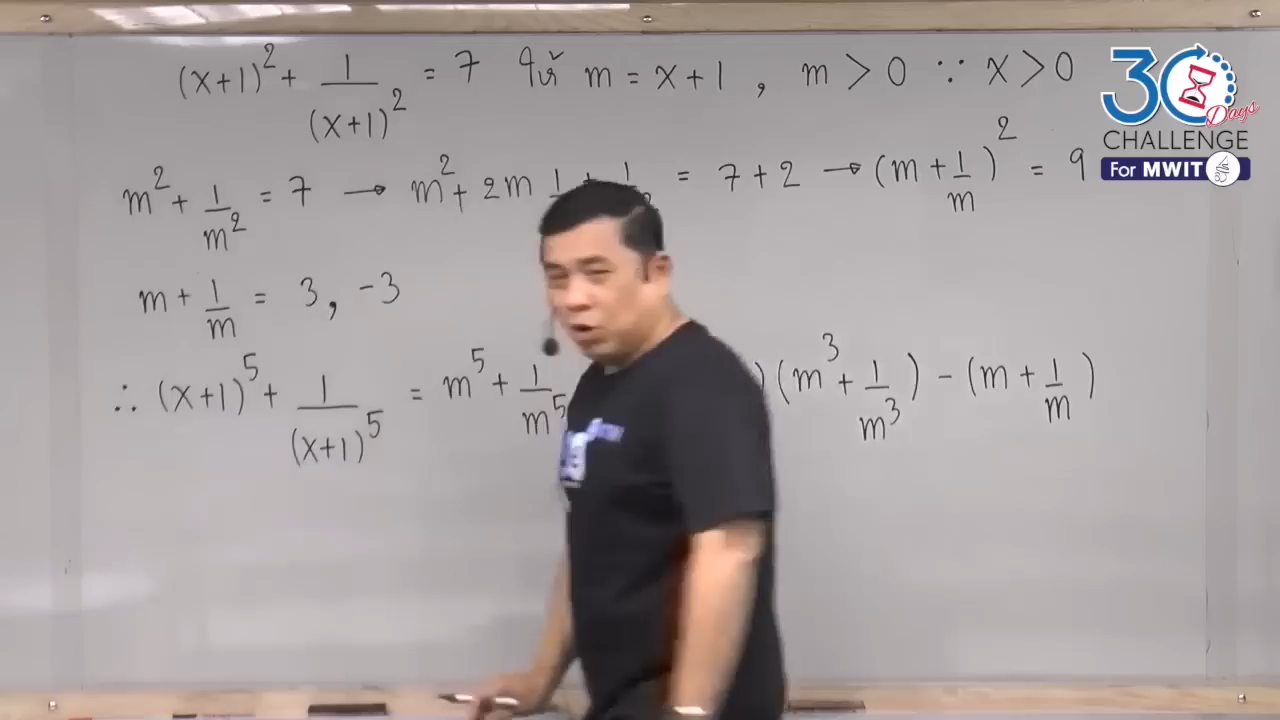 (x+1)² + 1/(x+1)² = 7 ให้ m = x+1 , m > 0 ∵ x > 0
m² + 1/m² = 7 → m² + 2m 1 = 7+2 → (m + 1/m)² = 9
m + 1/m = 3, -3
∴ (x+1)⁵ + 1/(x+1)⁵ = m⁵ + 1/m⁵ )(m³ + 1/m³) - (m + 1/m)
30 Days
CHALLENGE
For MWIT